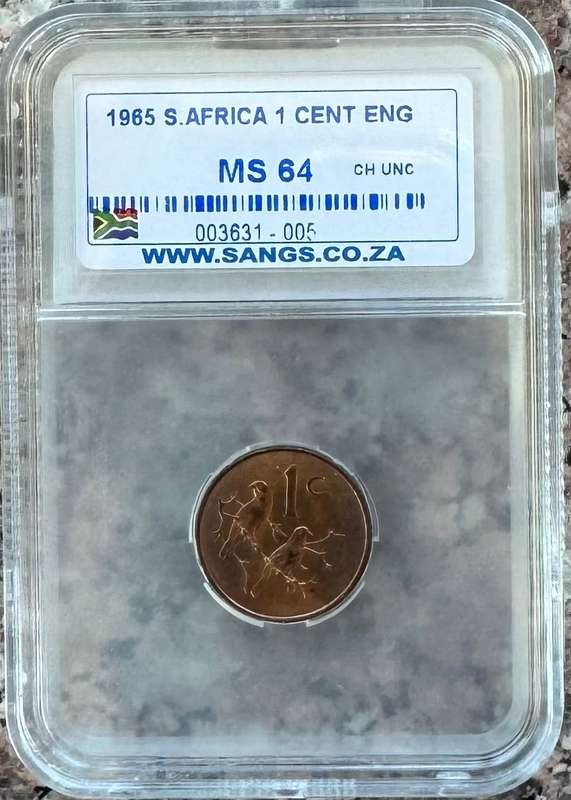 1965 S.AFRICA 1 CENT ENG
MS 64 CH UNC
003631 - 005
WWW.SANGS.CO.ZA
1C